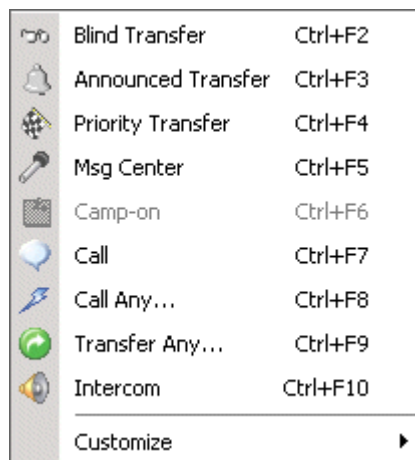 Blind Transfer Ctrl+F2
Announced Transfer Ctrl+F3
Priority Transfer Ctrl+F4
Msg Center Ctrl+F5
Camp-on Ctrl+F6
Call Ctrl+F7
Call Any... Ctrl+F8
Transfer Any... Ctrl+F9
Intercom Ctrl+F10
Customize